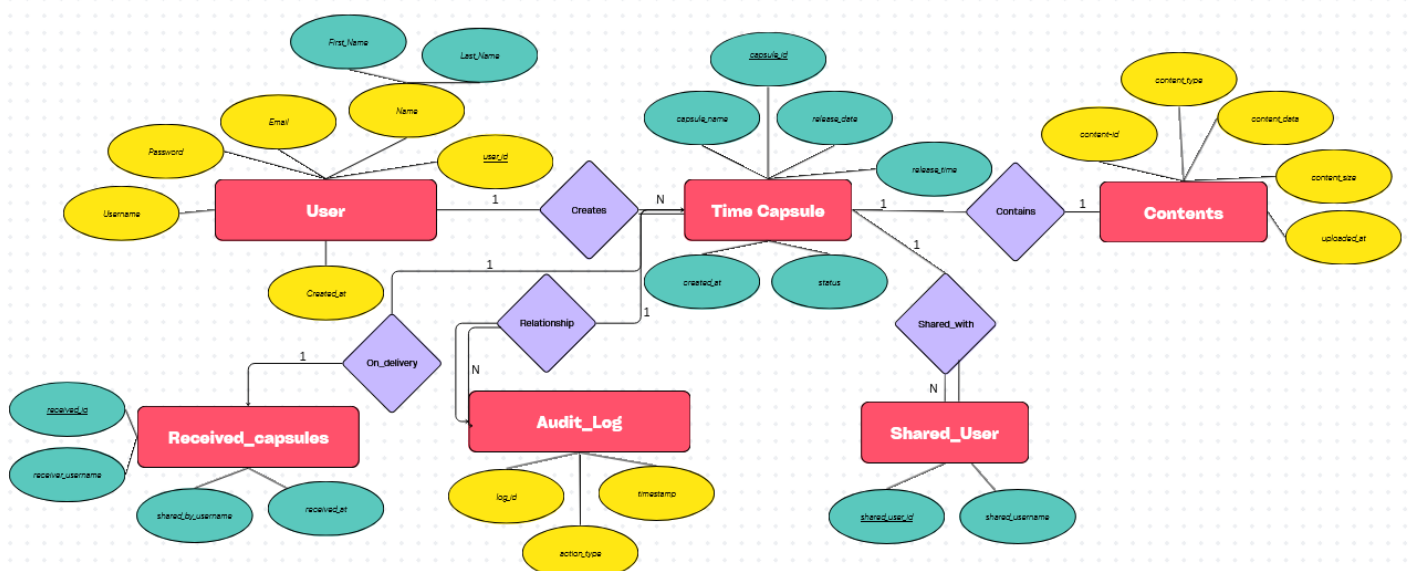 First_Name
Last_Name
capsule_id
content_type
Email
Name
capsule_name
release_date
content-id
content_data
Password
user_id
release_time
content_size
Username
User
1
Creates
N
Time Capsule
1
Contains
1
Contents
uploaded_at
1
1
Created_at
created_at
status
Relationship
1
Shared_with
1
On_delivery
N
N
received_id
Received_capsules
Audit_Log
Shared_User
receiver_username
log_id
timestamp
shared_by_username
received_at
shared_user_id
shared_username
action_type